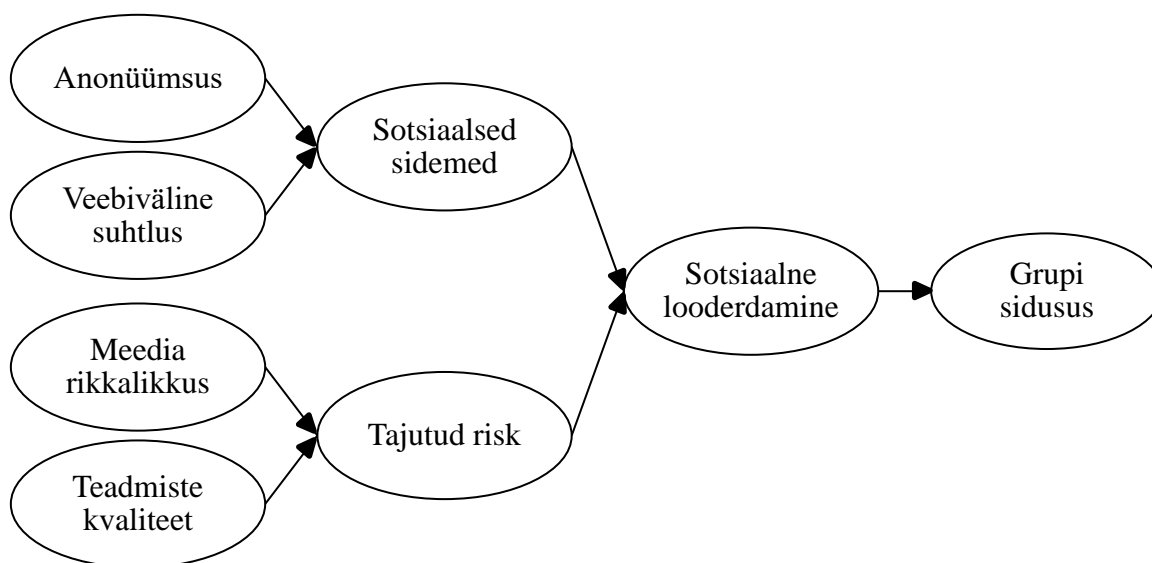 Anonüümsus
Veebiväline
suhtlus
Sotsiaalsed
sidemed
Meedia
rikkalikkus
Teadmiste
kvaliteet
Tajutud risk
Sotsiaalne
looderdamine
Grupi
sidusus